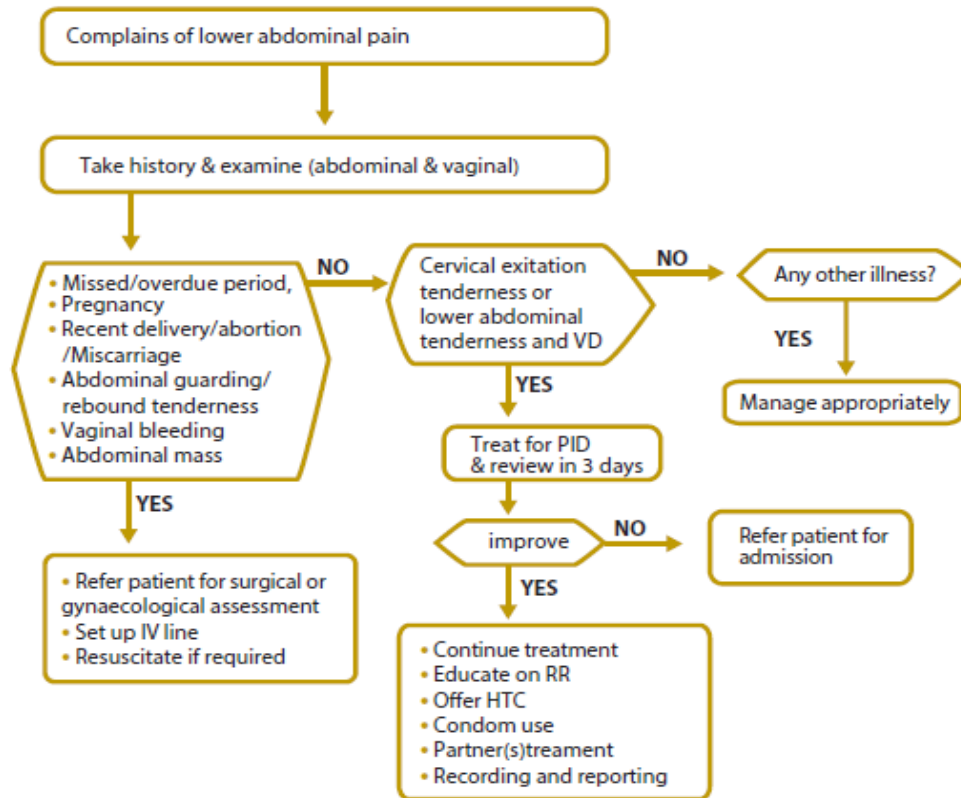 Complains of lower abdominal pain
Take history & examine (abdominal & vaginal)
• Missed/overdue period,
• Pregnancy
• Recent delivery/abortion
/Miscarriage
• Abdominal guarding/
rebound tenderness
• Vaginal bleeding
• Abdominal mass
NO
Cervical exitation
tenderness or
lower abdominal
tenderness and VD
NO
Any other illness?
YES
Manage appropriately
YES
Treat for PID
& review in 3 days
improve
NO
Refer patient for
admission
YES
• Refer patient for surgical or
gynaecological assessment
• Set up IV line
• Resuscitate if required
YES
• Continue treatment
• Educate on RR
• Offer HTC
• Condom use
• Partner(s)treament
• Recording and reporting